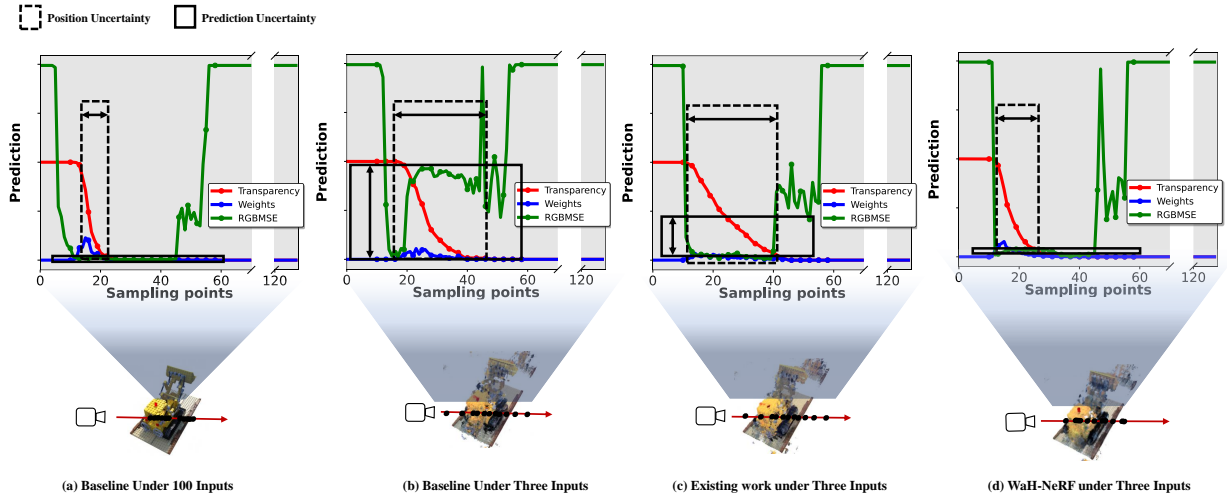 Position Uncertainty
Prediction Uncertainty
Prediction
Transparency
Weights
RGBMSE
0 20 40 60 120
Sampling points
Prediction
Transparency
Weights
RGBMSE
0 20 40 60 120
Sampling points
Prediction
Transparency
Weights
RGBMSE
0 20 40 60 120
Sampling points
Prediction
Transparency
Weights
RGBMSE
0 20 40 60 120
Sampling points
(a) Baseline Under 100 Inputs
(b) Baseline Under Three Inputs
(c) Existing work under Three Inputs
(d) WaH-NeRF under Three Inputs